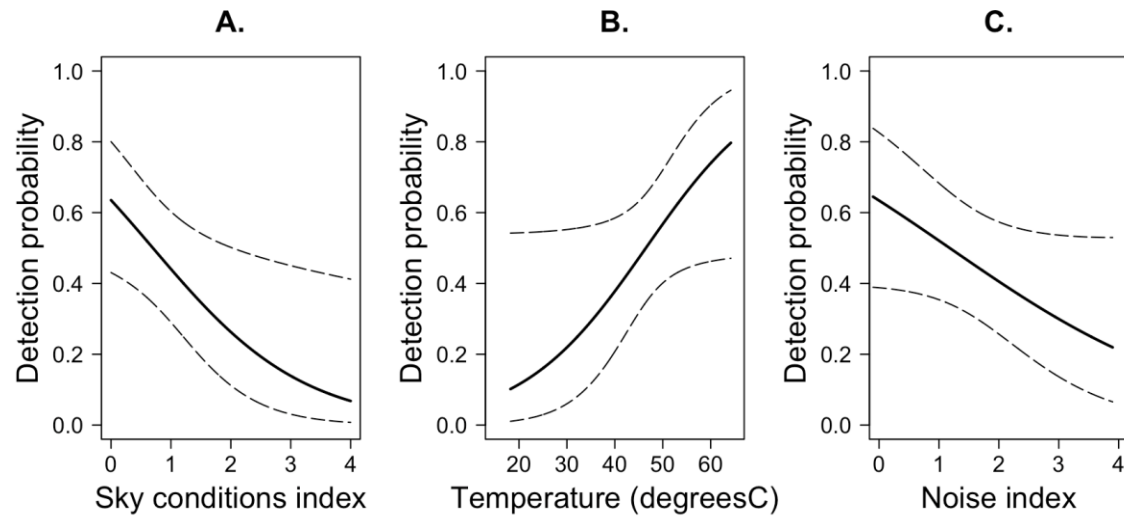 A.
B.
C.
Detection probability
1.0
0.8
0.6
0.4
0.2
0.0
0 1 2 3 4
Sky conditions index
Detection probability
1.0
0.8
0.6
0.4
0.2
0.0
20 30 40 50 60
Temperature (degreesC)
Detection probability
1.0
0.8
0.6
0.4
0.2
0.0
0 1 2 3 4
Noise index